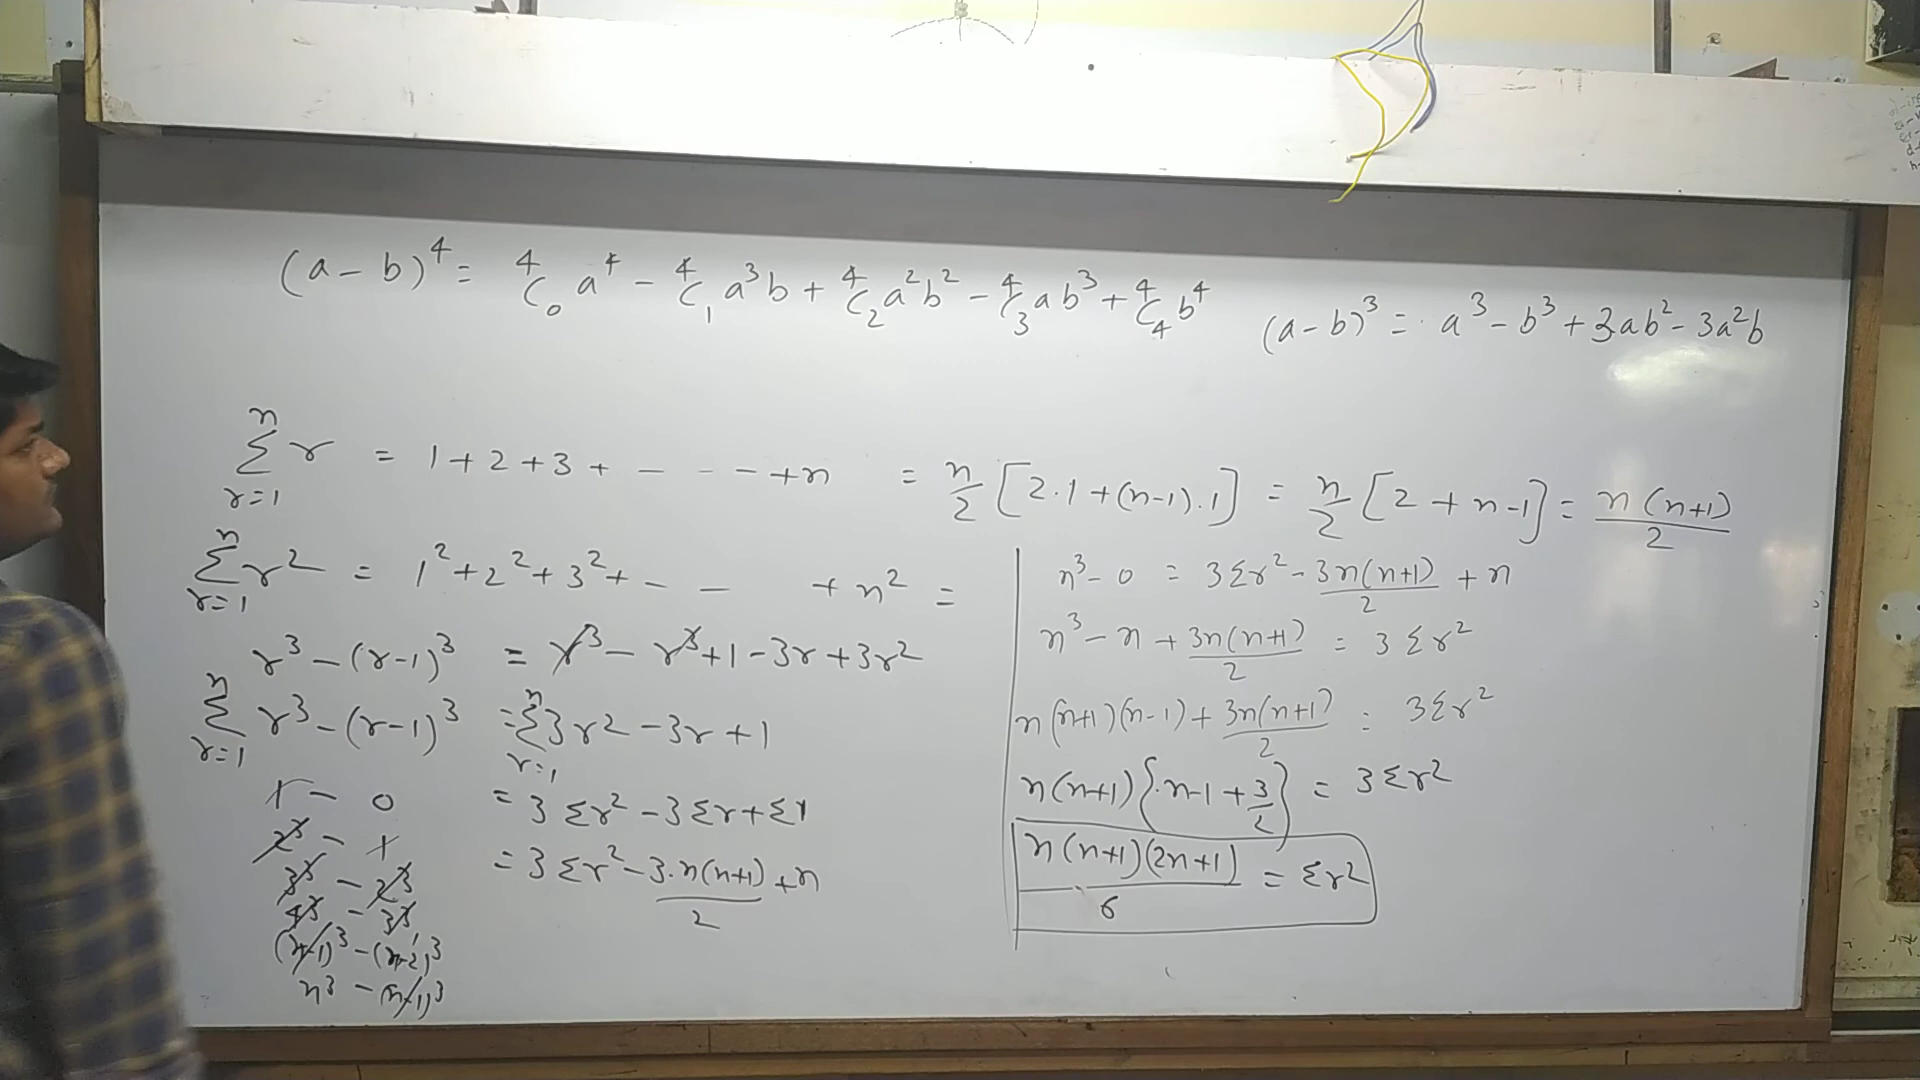 (a-b)⁴ = ⁴C₀ a⁴ - ⁴C₁ a³b + ⁴C₂ a²b² - ⁴C₃ ab³ + ⁴C₄ b⁴
(a-b)³ = a³ - b³ + 3ab² - 3a²b
n Σ r=1 r = 1+2+3+ - - - +n = n/2 [2·1+(n-1)·1] = n/2 [2+n-1] = n(n+1)/2
n Σ r=1 r² = 1²+2²+3²+ - - +n² =
r³-(r-1)³ = r³-r³+1-3r+3r²
n Σ r=1 r³-(r-1)³ = n Σ r=1 3r²-3r+1
1 - 0 = 3Σr²-3Σr+Σ1
2³ - 1 = 3Σr²-3·n(n+1)/2+n
3³ - 2³
4³ - 3³
(n-1)³-(n-2)³
n³-(n-1)³
n³-0 = 3Σr²-3n(n+1)/2+n
n³-n+3n(n+1)/2 = 3Σr²
n(n+1)(n-1)+3n(n+1)/2 = 3Σr²
n(n+1){n-1+3/2} = 3Σr²
n(n+1)(2n+1)/6 = Σr²